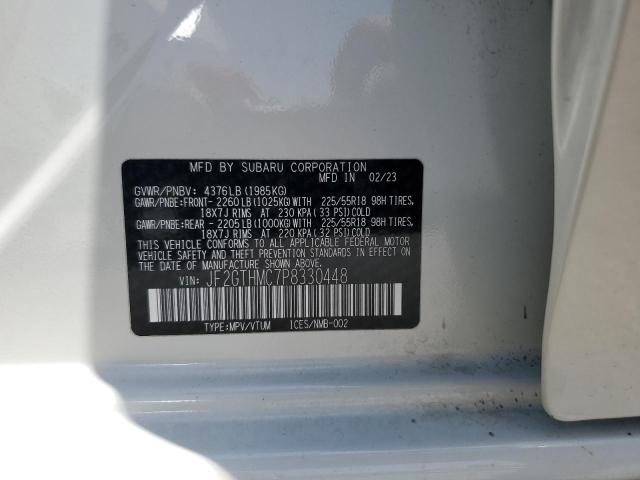 MFD BY SUBARU CORPORATION
MFD IN 02/23
GVWR/PNBV: 4376LB(1985KG)
GAWR/PNBE:FRONT- 2260LB(1025KG)WITH 225/55R18 98H TIRES,
18X7J RIMS AT 230 KPA(33 PSI)COLD
GAWR/PNBE:REAR - 2205LB(1000KG)WITH 225/55R18 98H TIRES,
18X7J RIMS AT 220 KPA(32 PSI)COLD
THIS VEHICLE CONFORMS TO ALL APPLICABLE FEDERAL MOTOR
VEHICLE SAFETY AND THEFT PREVENTION STANDARDS IN EFFECT ON THE
DATE OF MANUFACTURE SHOWN ABOVE.
VIN: JF2GTHMC7P8330448
TYPE:MPV/VTUM ICES/NMB-002